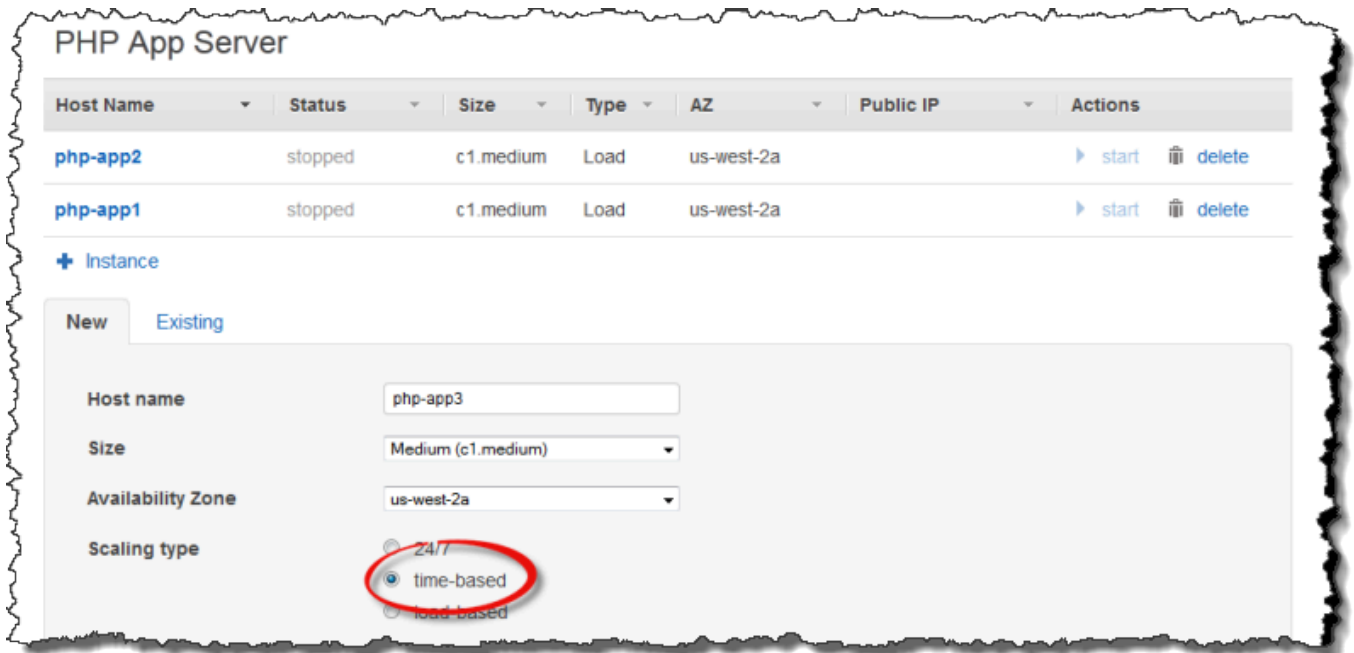 PHP App Server
Host Name Status Size Type AZ Public IP Actions
php-app2 stopped c1.medium Load us-west-2a start delete
php-app1 stopped c1.medium Load us-west-2a start delete
Instance
New Existing
Host name php-app3
Size Medium (c1.medium)
Availability Zone us-west-2a
Scaling type 24/7
time-based
load-based